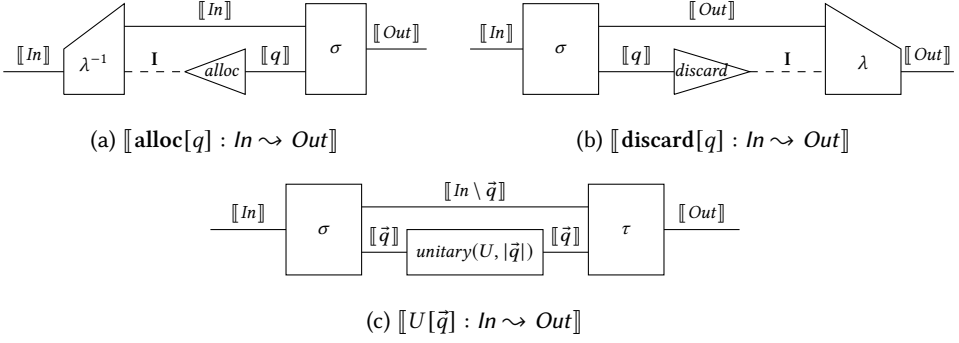 ⟦In⟧ ⟦Out⟧
⟦In⟧ λ⁻¹ I alloc ⟦q⟧ σ ⟦Out⟧ ⟦In⟧ σ ⟦q⟧ discard I λ ⟦Out⟧
(a) ⟦alloc[q] : In ⇝ Out⟧ (b) ⟦discard[q] : In ⇝ Out⟧
⟦In \ q⃗⟧
⟦In⟧ σ ⟦q⃗⟧ unitary(U, |q⃗|) ⟦q⃗⟧ τ ⟦Out⟧
(c) ⟦U[q⃗] : In ⇝ Out⟧